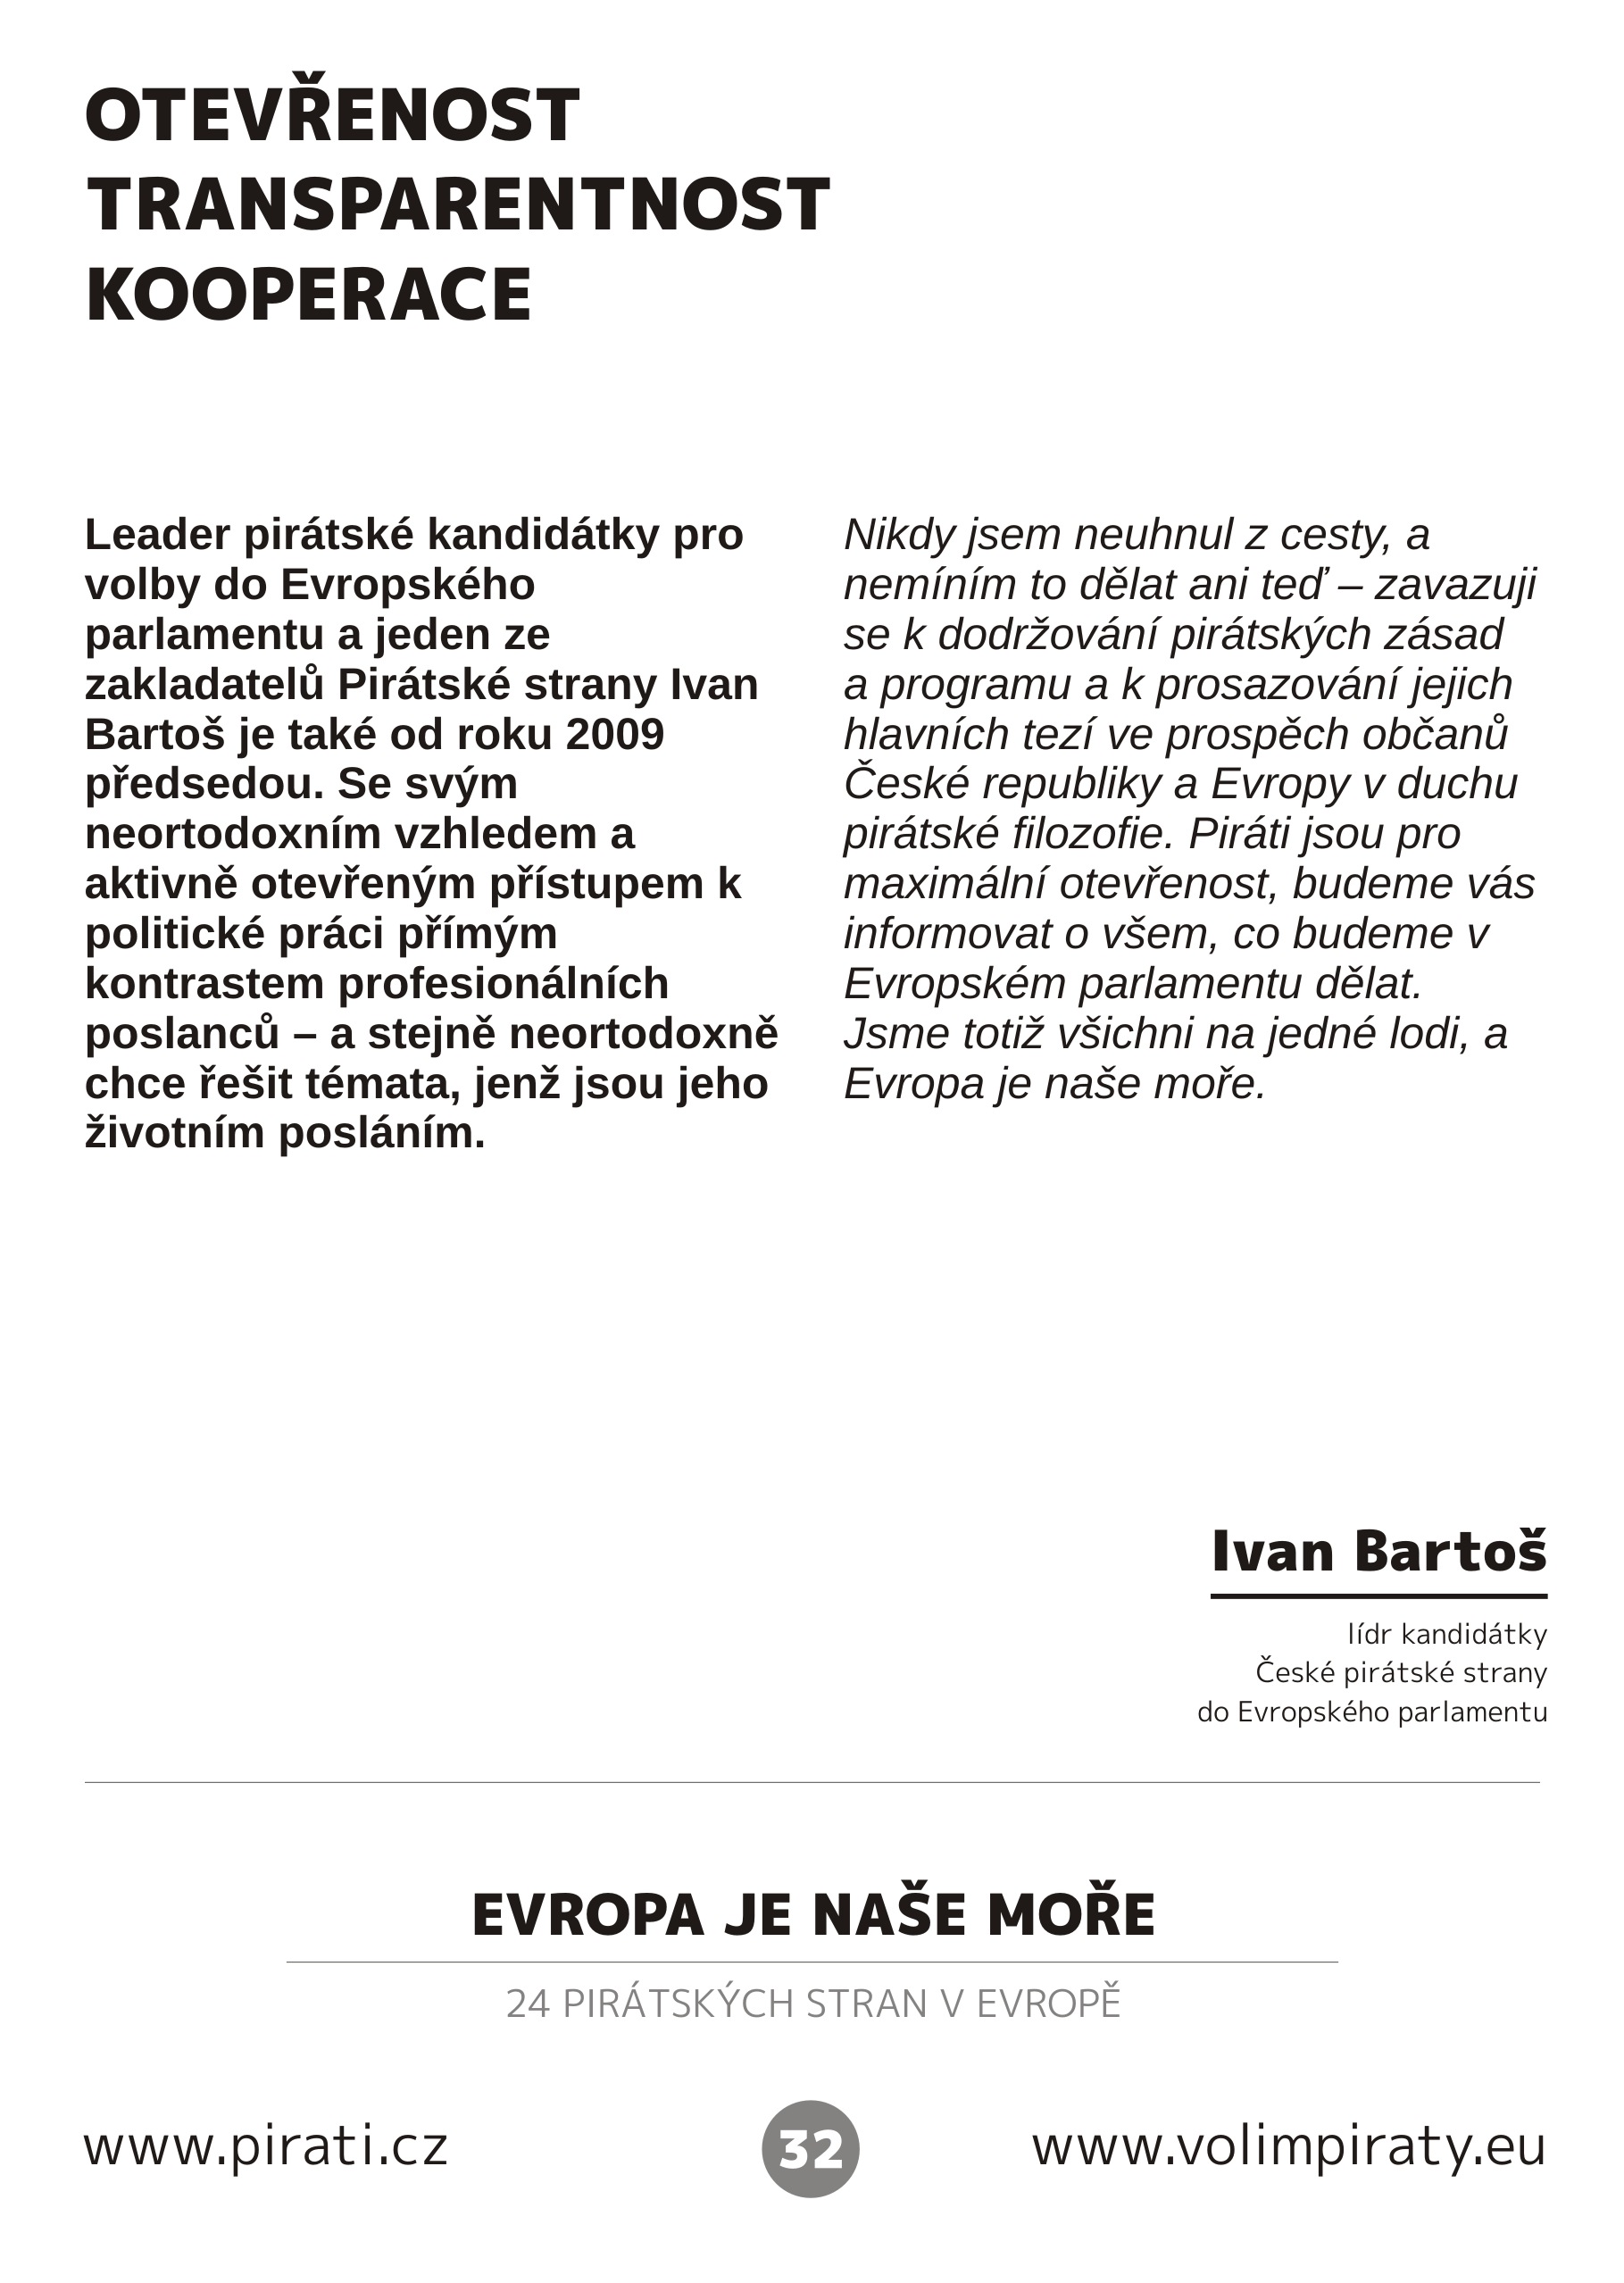 OTEVŘENOST
TRANSPARENTNOST
KOOPERACE
Leader pirátské kandidátky pro
volby do Evropského
parlamentu a jeden ze
zakladatelů Pirátské strany Ivan
Bartoš je také od roku 2009
předsedou. Se svým
neortodoxním vzhledem a
aktivně otevřeným přístupem k
politické práci přímým
kontrastem profesionálních
poslanců – a stejně neortodoxně
chce řešit témata, jenž jsou jeho
životním posláním.
Nikdy jsem neuhnul z cesty, a
nemíním to dělat ani teď – zavazuji
se k dodržování pirátských zásad
a programu a k prosazování jejich
hlavních tezí ve prospěch občanů
České republiky a Evropy v duchu
pirátské filozofie. Piráti jsou pro
maximální otevřenost, budeme vás
informovat o všem, co budeme v
Evropském parlamentu dělat.
Jsme totiž všichni na jedné lodi, a
Evropa je naše moře.
Ivan Bartoš
lídr kandidátky
České pirátské strany
do Evropského parlamentu
EVROPA JE NAŠE MOŘE
24 PIRÁTSKÝCH STRAN V EVROPĚ
www.pirati.cz
32
www.volimpiraty.eu